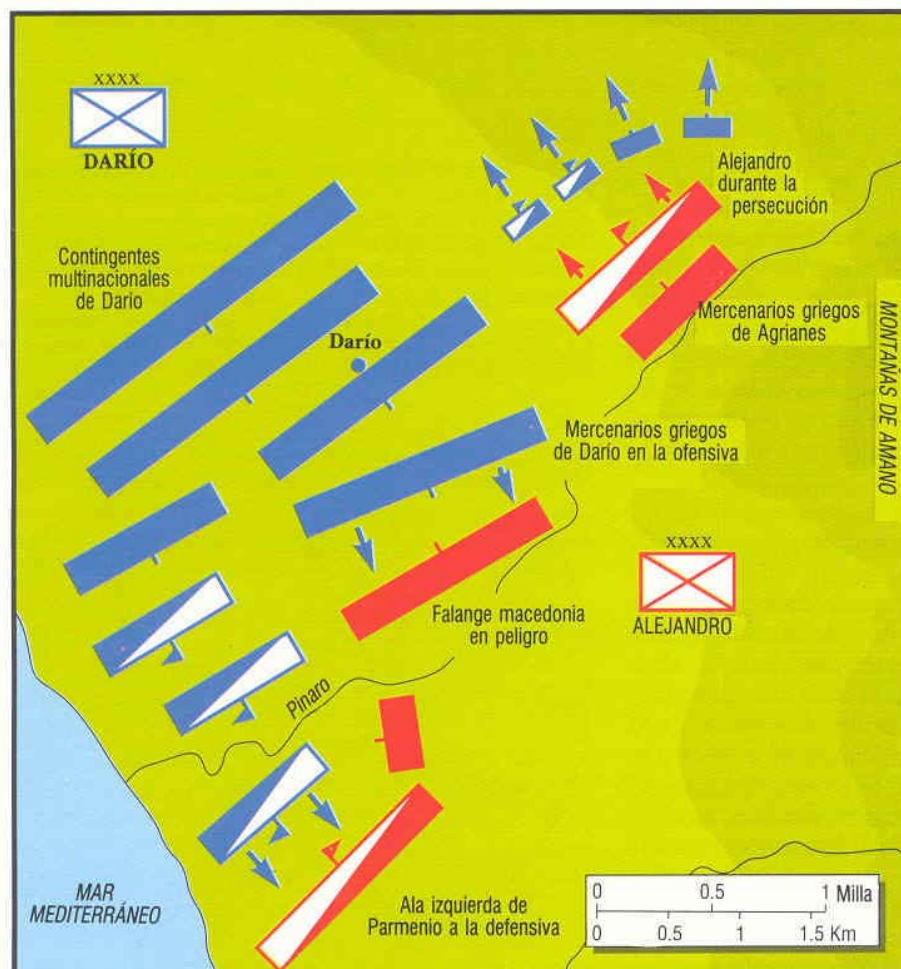 XXXX
DARÍO
Contingentes
multinacionales
de Dario
Darío
Alejandro
durante la
persecución
Mercenarios griegos
de Agrianes
MONTAÑAS DE AMANO
Mercenarios griegos
de Darío en la ofensiva
XXXX
ALEJANDRO
Falange macedonia
en peligro
Pinaro
MAR
MEDITERRÁNEO
Ala izquierda de
Parmenio a la defensiva
0 0.5 1 Milla
0 0.5 1 1.5 Km